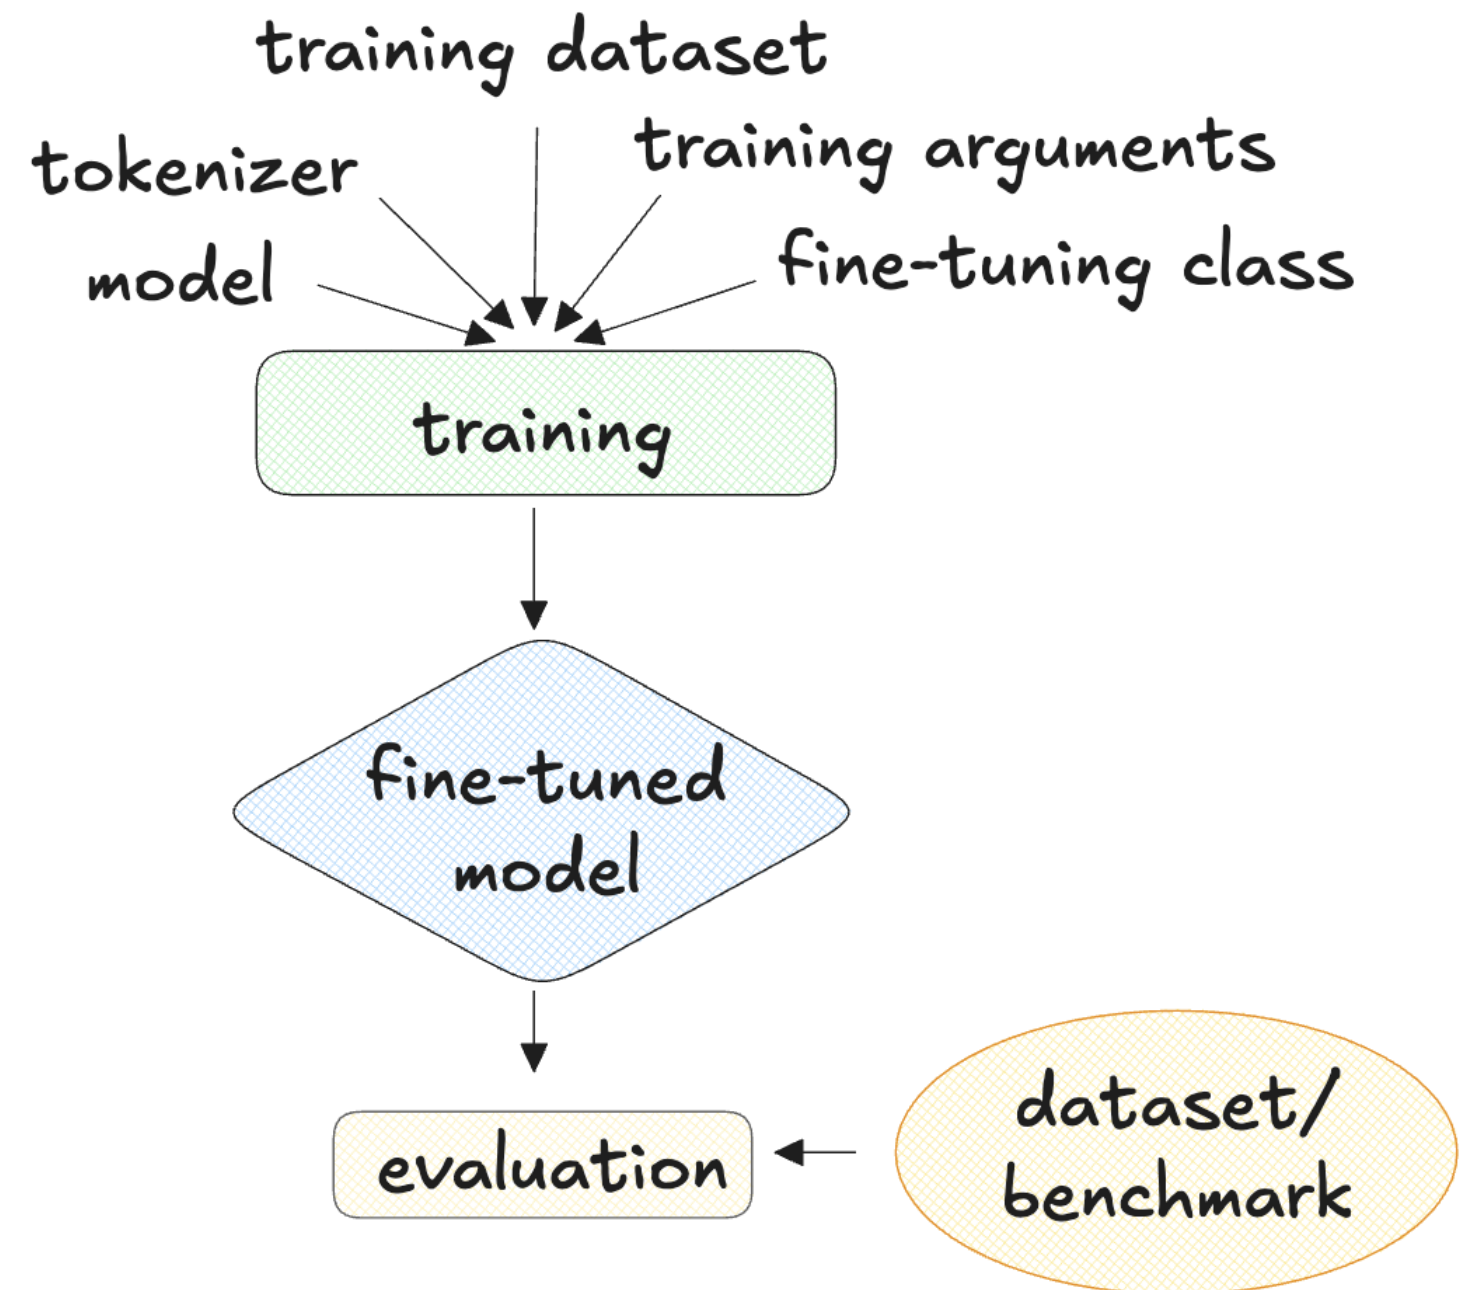 training dataset
tokenizer
training arguments
model
fine-tuning class
training
fine-tuned
model
evaluation
dataset/
benchmark